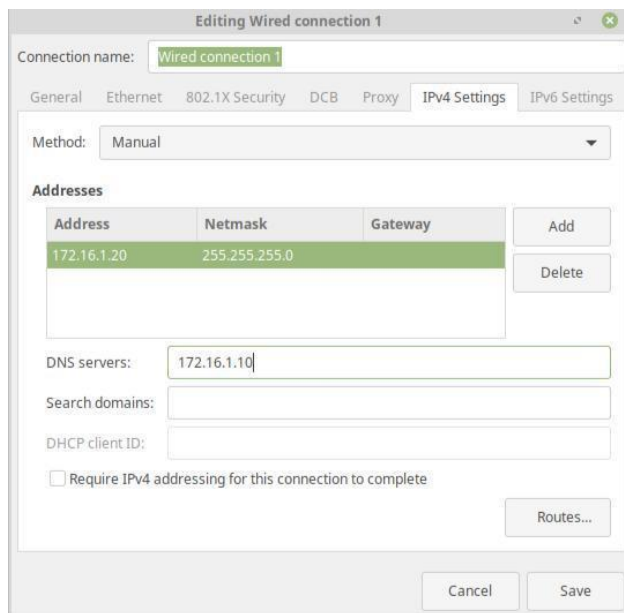 Editing Wired connection 1
Connection name: Wired connection 1
General Ethernet 802.1X Security DCB Proxy IPv4 Settings IPv6 Settings
Method: Manual
Addresses
Address Netmask Gateway Add
172.16.1.20 255.255.255.0
Delete
DNS servers: 172.16.1.10
Search domains:
DHCP client ID:
Require IPv4 addressing for this connection to complete
Routes...
Cancel Save